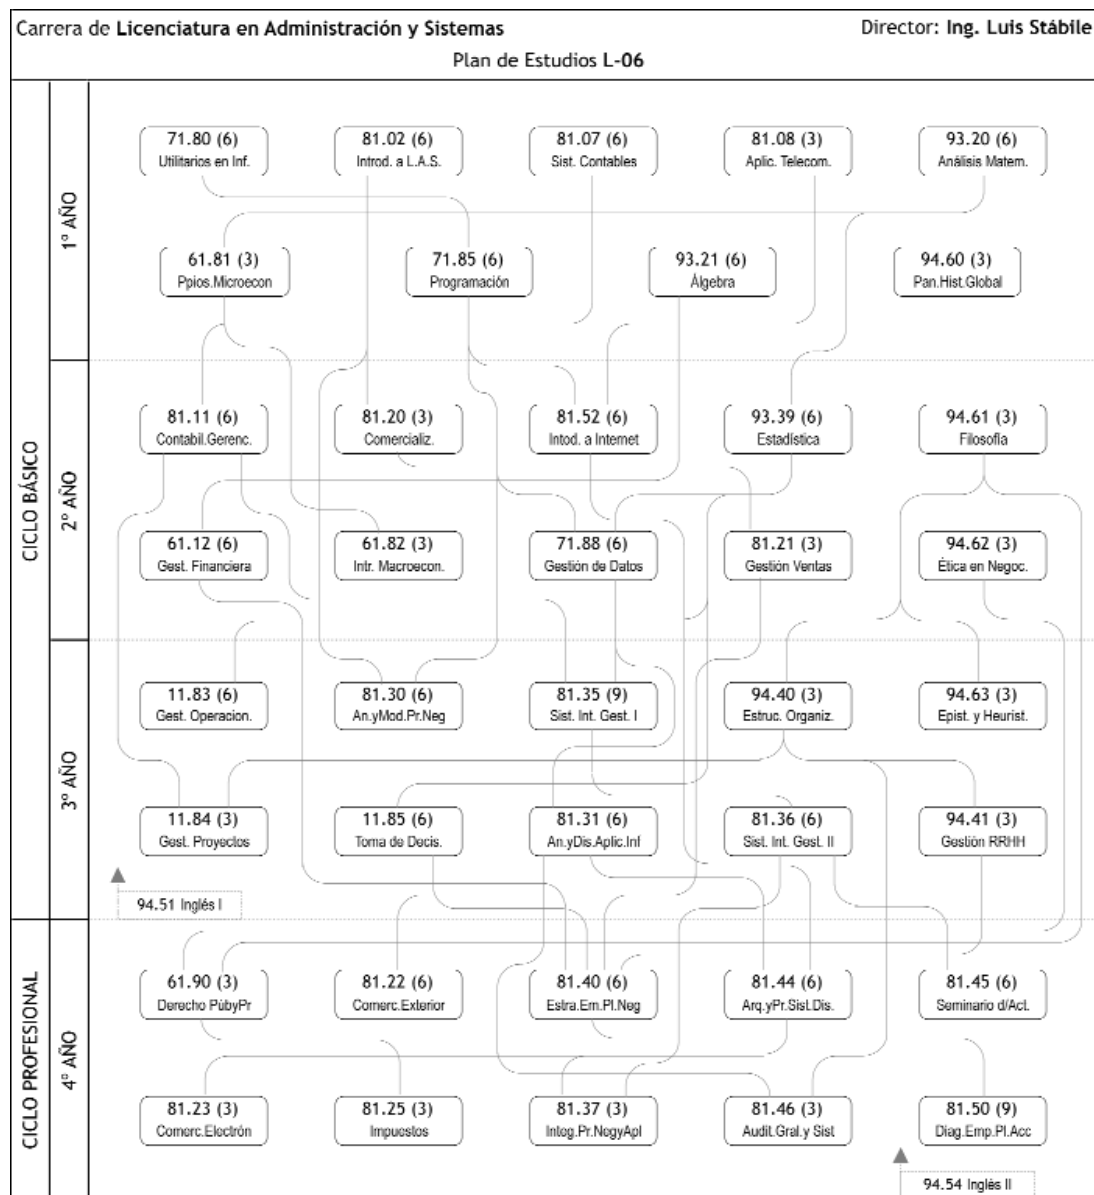 Carrera de Licenciatura en Administración y Sistemas
Director: Ing. Luis Stábile
Plan de Estudios L-06
CICLO BÁSICO
1º AÑO
71.80 (6)
Utilitarios en Inf.
81.02 (6)
Introd. a L.A.S.
81.07 (6)
Sist. Contables
81.08 (3)
Aplic. Telecom.
93.20 (6)
Análisis Matem.
61.81 (3)
Ppios.Microecon
71.85 (6)
Programación
93.21 (6)
Álgebra
94.60 (3)
Pan.Hist.Global
2º AÑO
81.11 (6)
Contabil.Gerenc.
81.20 (3)
Comercializ.
81.52 (6)
Intod. a Internet
93.39 (6)
Estadística
94.61 (3)
Filosofía
61.12 (6)
Gest. Financiera
61.82 (3)
Intr. Macroecon.
71.88 (6)
Gestión de Datos
81.21 (3)
Gestión Ventas
94.62 (3)
Ética en Negoc.
3º AÑO
11.83 (6)
Gest. Operacion.
81.30 (6)
An.yMod.Pr.Neg
81.35 (9)
Sist. Int. Gest. I
94.40 (3)
Estruc. Organiz.
94.63 (3)
Epist. y Heurist.
11.84 (3)
Gest. Proyectos
11.85 (6)
Toma de Decis.
81.31 (6)
An.yDis.Aplic.Inf
81.36 (6)
Sist. Int. Gest. II
94.41 (3)
Gestión RRHH
94.51 Inglés I
CICLO PROFESIONAL
4º AÑO
61.90 (3)
Derecho PúbyPr
81.22 (6)
Comerc.Exterior
81.40 (6)
Estra.Em.Pl.Neg
81.44 (6)
Arq.yPr.Sist.Dis.
81.45 (6)
Seminario d/Act.
81.23 (3)
Comerc.Electrón
81.25 (3)
Impuestos
81.37 (3)
Integ.Pr.NegyApl
81.46 (3)
Audit.Gral.y Sist
81.50 (9)
Diag.Emp.Pl.Acc
94.54 Inglés II